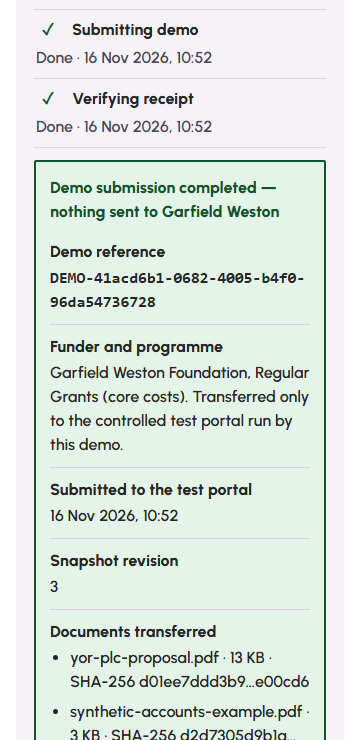 ✓ Submitting demo
Done · 16 Nov 2026, 10:52
✓ Verifying receipt
Done · 16 Nov 2026, 10:52
Demo submission completed —
nothing sent to Garfield Weston
Demo reference
DEMO-41acd6b1-0682-4005-b4f0-
96da54736728
Funder and programme
Garfield Weston Foundation, Regular
Grants (core costs). Transferred only
to the controlled test portal run by
this demo.
Submitted to the test portal
16 Nov 2026, 10:52
Snapshot revision
3
Documents transferred
• yor-plc-proposal.pdf · 13 KB ·
SHA-256 d01ee7ddd3b9…e00cd6
• synthetic-accounts-example.pdf ·
3 KB · SHA-256 d2d7305d9b1a…